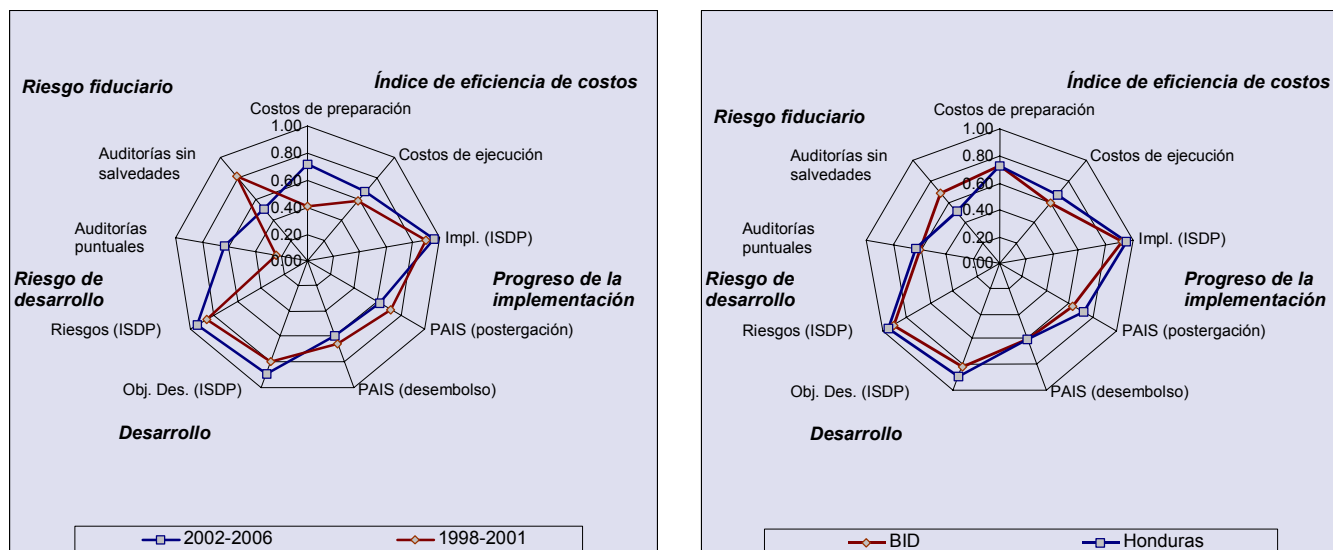 Riesgo fiduciario
Índice de eficiencia de costos
Costos de preparación
1.00
0.80
0.60
0.40
0.20
0.00
Costos de ejecución
Impl. (ISDP)
Progreso de la
implementación
PAIS (postergación)
PAIS (desembolso)
Obj. Des. (ISDP)
Desarrollo
Riesgos (ISDP)
Riesgo de
desarrollo
Auditorías
puntuales
Auditorías sin
salvedades
2002-2006
1998-2001
Riesgo fiduciario
Índice de eficiencia de costos
Costos de preparación
1.00
0.80
0.60
0.40
0.20
0.00
Costos de ejecución
Impl. (ISDP)
Progreso de la
implementación
PAIS (postergación)
PAIS (desembolso)
Obj. Des. (ISDP)
Desarrollo
Riesgos (ISDP)
Riesgo de
desarrollo
Auditorías
puntuales
Auditorías sin
salvedades
BID
Honduras